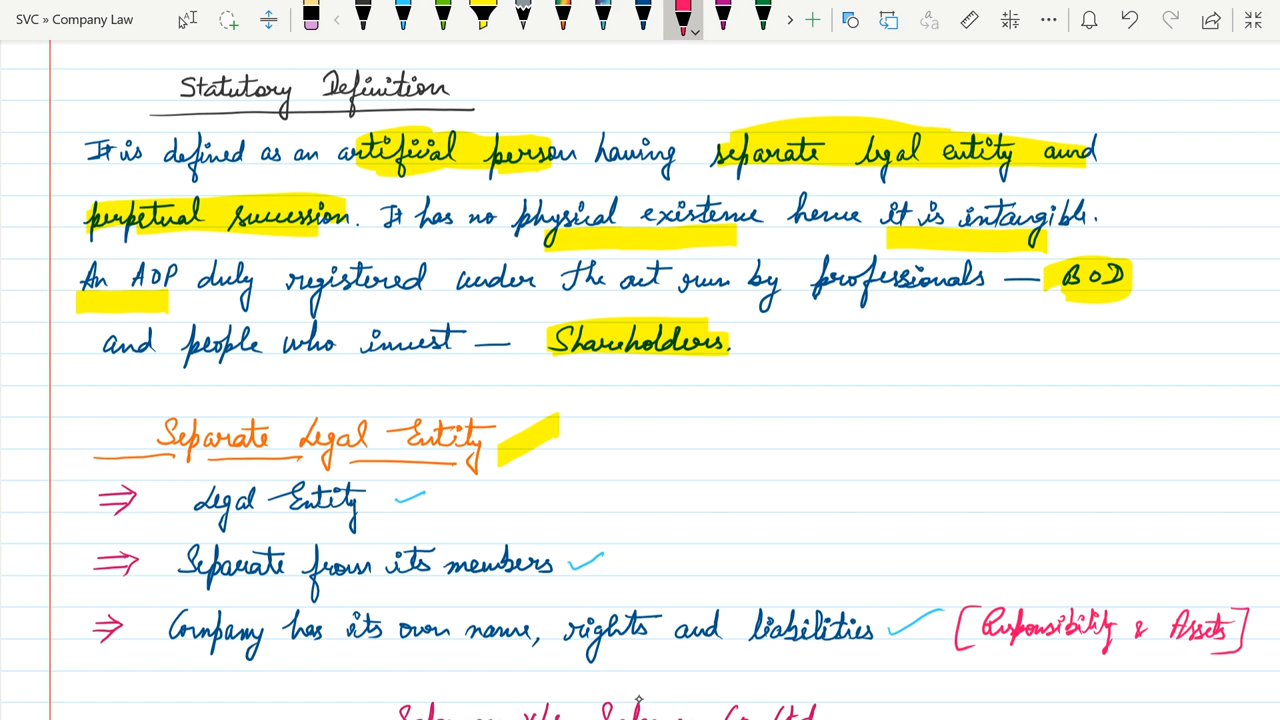 SVC » Company Law
Statutory Definition
It is defined as an artificial person having separate legal entity and
perpetual succession. It has no physical existence hence it is intangible.
An AOP duly registered under the act run by professionals — BOD
and people who invest — Shareholders.
Separate Legal Entity
⇒ Legal Entity ✓
⇒ Separate from its members ✓
⇒ Company has its own name, rights and liabilities ✓ [Responsibility & Assets]